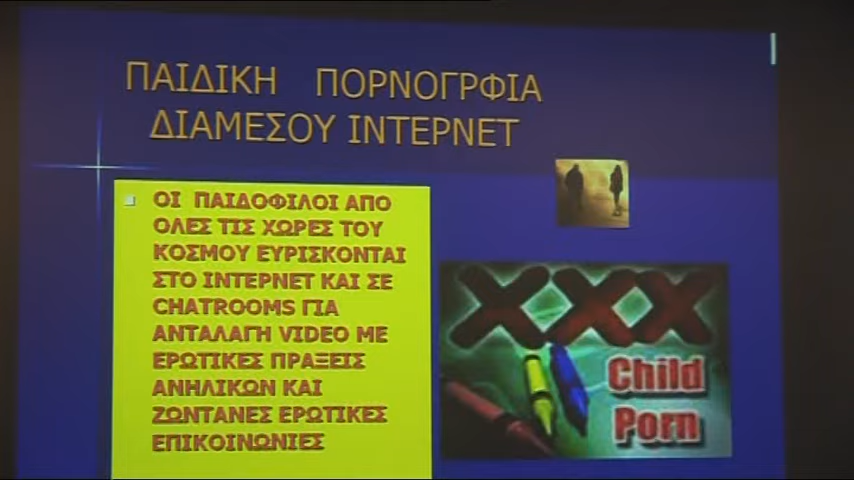 ΠΑΙΔΙΚΗ ΠΟΡΝΟΓΡΦΙΑ
ΔΙΑΜΕΣΟΥ ΙΝΤΕΡΝΕΤ
ΟΙ ΠΑΙΔΟΦΙΛΟΙ ΑΠΟ
ΟΛΕΣ ΤΙΣ ΧΩΡΕΣ ΤΟΥ
ΚΟΣΜΟΥ ΕΥΡΙΣΚΟΝΤΑΙ
ΣΤΟ ΙΝΤΕΡΝΕΤ ΚΑΙ ΣΕ
CHATROOMS ΓΙΑ
ΑΝΤΑΛΑΓΗ VIDEO ΜΕ
ΕΡΩΤΙΚΕΣ ΠΡΑΞΕΙΣ
ΑΝΗΛΙΚΩΝ ΚΑΙ
ΖΩΝΤΑΝΕΣ ΕΡΩΤΙΚΕΣ
ΕΠΙΚΟΙΝΩΝΙΕΣ
XXX
Child
Porn